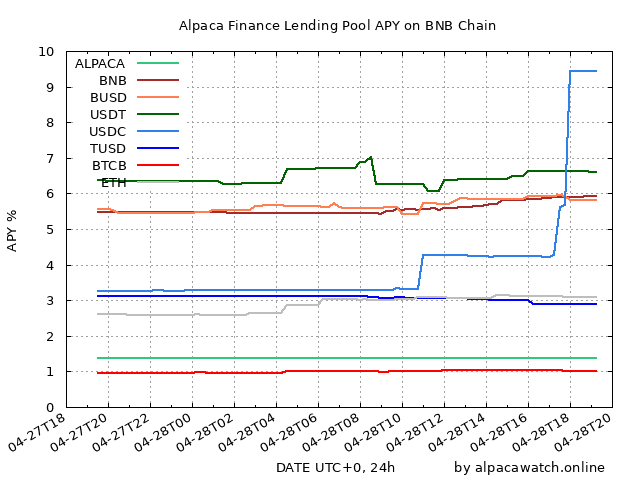 Alpaca Finance Lending Pool APY on BNB Chain
10
9
8
7
6
5
4
3
2
1
0
APY %
ALPACA
BNB
BUSD
USDT
USDC
TUSD
BTCB
ETH
04-27T18
04-27T20
04-27T22
04-28T00
04-28T02
04-28T04
04-28T06
04-28T08
04-28T10
04-28T12
04-28T14
04-28T16
04-28T18
04-28T20
DATE UTC+0, 24h
by alpacawatch.online